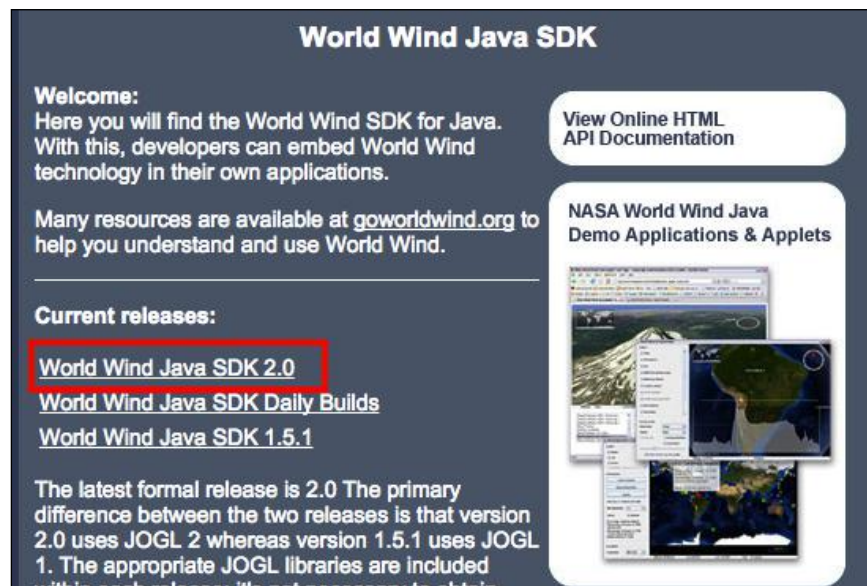 World Wind Java SDK
Welcome:
Here you will find the World Wind SDK for Java.
With this, developers can embed World Wind
technology in their own applications.
Many resources are available at goworldwind.org to
help you understand and use World Wind.
Current releases:
World Wind Java SDK 2.0
World Wind Java SDK Daily Builds
World Wind Java SDK 1.5.1
The latest formal release is 2.0 The primary
difference between the two releases is that version
2.0 uses JOGL 2 whereas version 1.5.1 uses JOGL
1. The appropriate JOGL libraries are included
View Online HTML
API Documentation
NASA World Wind Java
Demo Applications & Applets